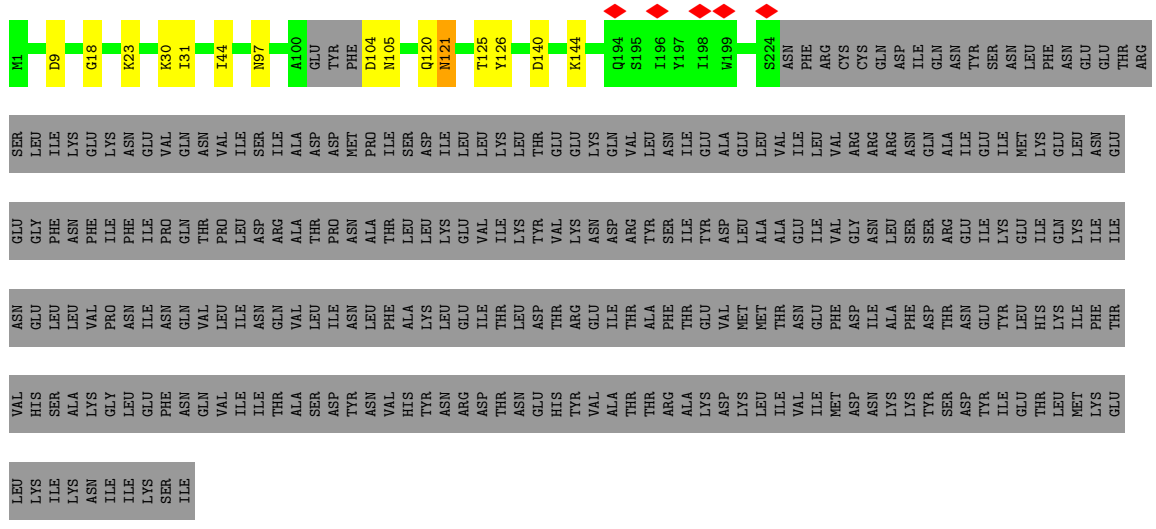 M1 D9 G18 K23 K30 I31 I44 N97 A100 GLU TYR PHE D104 N105 Q120 N121 T125 Y126 D140 K144 Q194 S195 I196 Y197 I198 W199 S224 ASN PHE ARG CYS CYS GLN ASP ILE GLN ASN TYR SER ASN LEU PHE ASN GLU GLU THR ARG
SER LEU ILE LYS GLU LYS ASN GLU VAL GLN ASN VAL ILE SER ILE ALA ASP ASP MET PRO ILE SER ASP ILE LEU LEU LYS LEU THR GLU GLU LYS GLN VAL LEU ASN ILE GLU ALA GLU LEU VAL ILE LEU VAL ARG ARG ARG ASN GLN ALA ILE GLU ILE MET LYS GLU LEU ASN GLU
GLU GLY PHE ASN PHE ILE PHE ILE PRO GLN THR PRO LEU ASP ARG ALA THR PRO ASN ALA THR LEU LEU LYS GLU VAL ILE LYS TYR VAL LYS ASN ASP ARG TYR SER ILE TYR ASP LEU ALA ALA GLU ILE VAL GLY ASN LEU SER SER ARG GLU ILE LYS GLU ILE GLN LYS ILE ILE
ASN GLU LEU LEU VAL PRO ASN ILE ASN GLN VAL LEU ILE ASN GLN VAL LEU ILE ASN LEU PHE ALA LYS LEU GLU ILE THR LEU ASP THR ARG GLU ILE THR ALA PHE THR GLU VAL MET MET THR ASN GLU PHE ASP ILE ALA PHE ASP THR ASN GLU TYR LEU HIS LYS ILE PHE THR
VAL HIS SER ALA LYS GLY LEU GLU PHE ASN GLN VAL ILE ILE THR ALA SER ASP TYR ASN VAL HIS TYR ASN ARG ASP THR ASN GLU HIS TYR VAL ALA THR THR ARG ALA LYS ASP LYS LEU ILE VAL ILE MET ASP ASN LYS LYS TYR SER ASP TYR ILE GLU THR LEU MET LYS GLU
LEU LYS ILE LYS ASN ILE ILE LYS SER ILE